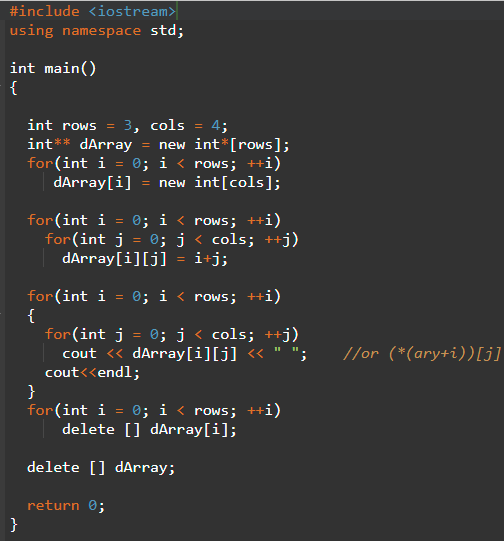 #include <iostream>
using namespace std;
int main()
{
int rows = 3, cols = 4;
int** dArray = new int*[rows];
for(int i = 0; i < rows; ++i)
dArray[i] = new int[cols];
for(int i = 0; i < rows; ++i)
for(int j = 0; j < cols; ++j)
dArray[i][j] = i+j;
for(int i = 0; i < rows; ++i)
{
for(int j = 0; j < cols; ++j)
cout << dArray[i][j] << " ";    //or (*(ary+i))[j]
cout<<endl;
}
for(int i = 0; i < rows; ++i)
delete [] dArray[i];
delete [] dArray;
return 0;
}